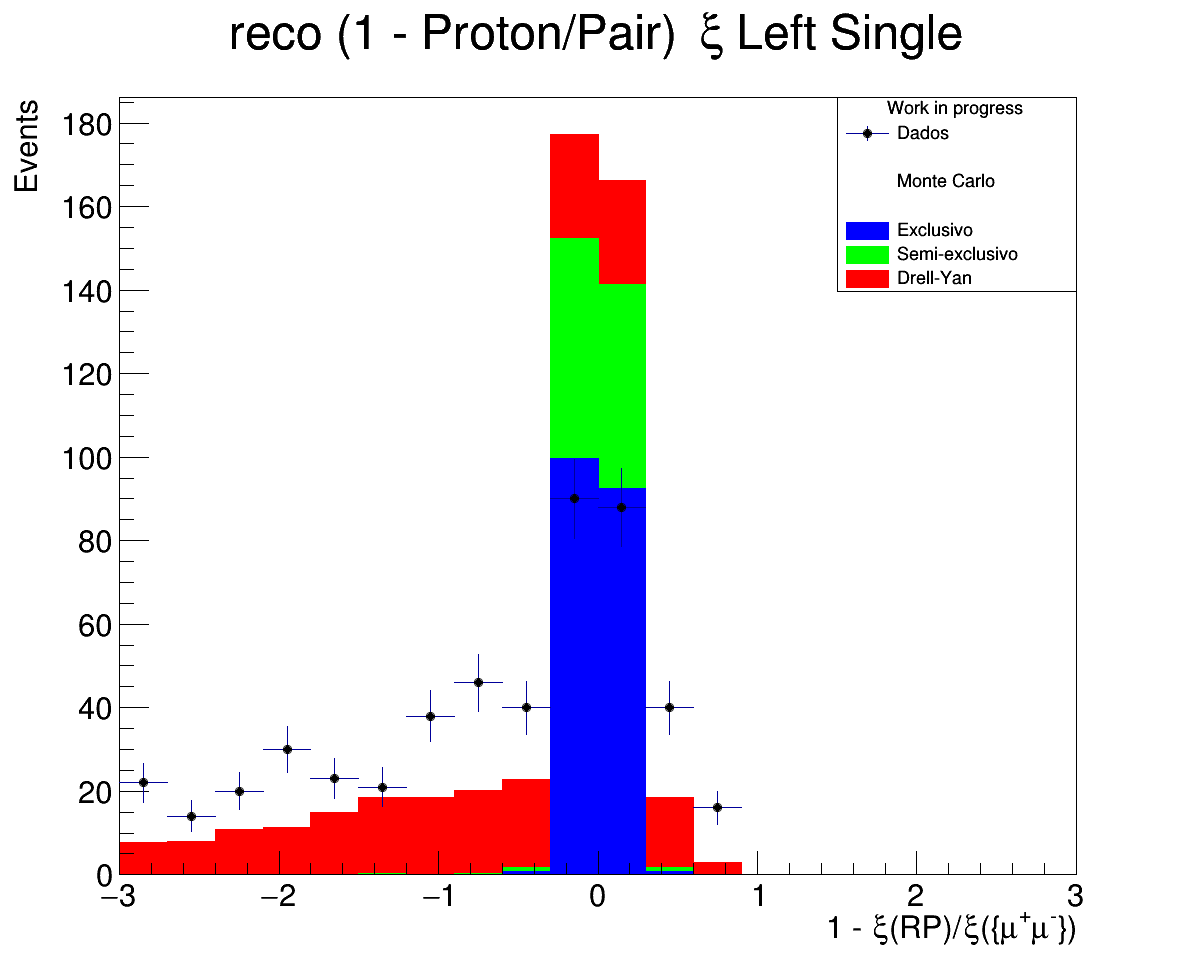 reco (1 - Proton/Pair) ξ Left Single
Events
180
160
140
120
100
80
60
40
20
0
−3
−2
−1
0
1
2
3
1 - ξ(RP)/ξ({μ⁺μ⁻})
Work in progress
Dados
Monte Carlo
Exclusivo
Semi-exclusivo
Drell-Yan